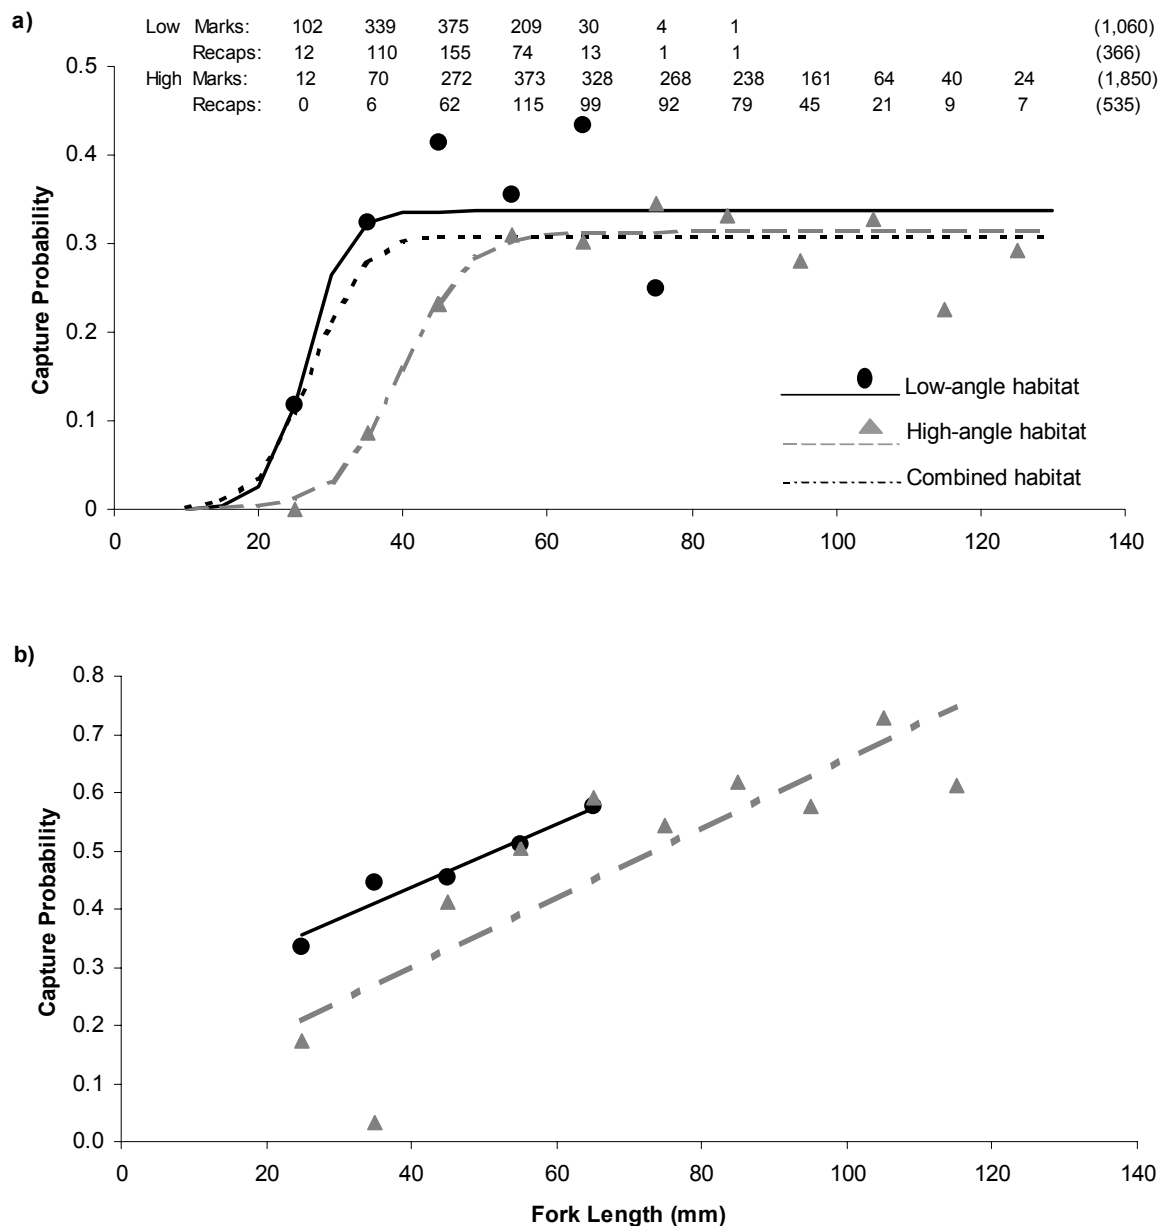 a)
Low Marks: 102 339 375 209 30 4 1 (1,060)
Recaps: 12 110 155 74 13 1 1 (366)
High Marks: 12 70 272 373 328 268 238 161 64 40 24 (1,850)
Recaps: 0 6 62 115 99 92 79 45 21 9 7 (535)
0.5
0.4
0.3
0.2
0.1
0
Capture Probability
Low-angle habitat
High-angle habitat
Combined habitat
0 20 40 60 80 100 120 140
b)
0.8
0.7
0.6
0.5
0.4
0.3
0.2
0.1
0.0
Capture Probability
0 20 40 60 80 100 120 140
Fork Length (mm)